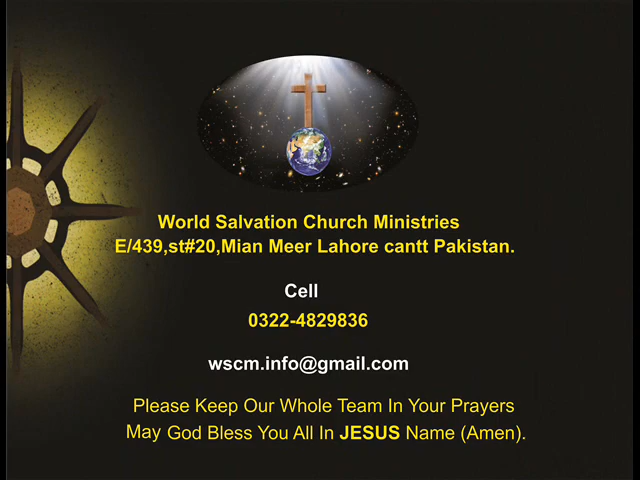 World Salvation Church Ministries
E/439,st#20,Mian Meer Lahore cantt Pakistan.
Cell
0322-4829836
wscm.info@gmail.com
Please Keep Our Whole Team In Your Prayers
May God Bless You All In JESUS Name (Amen).